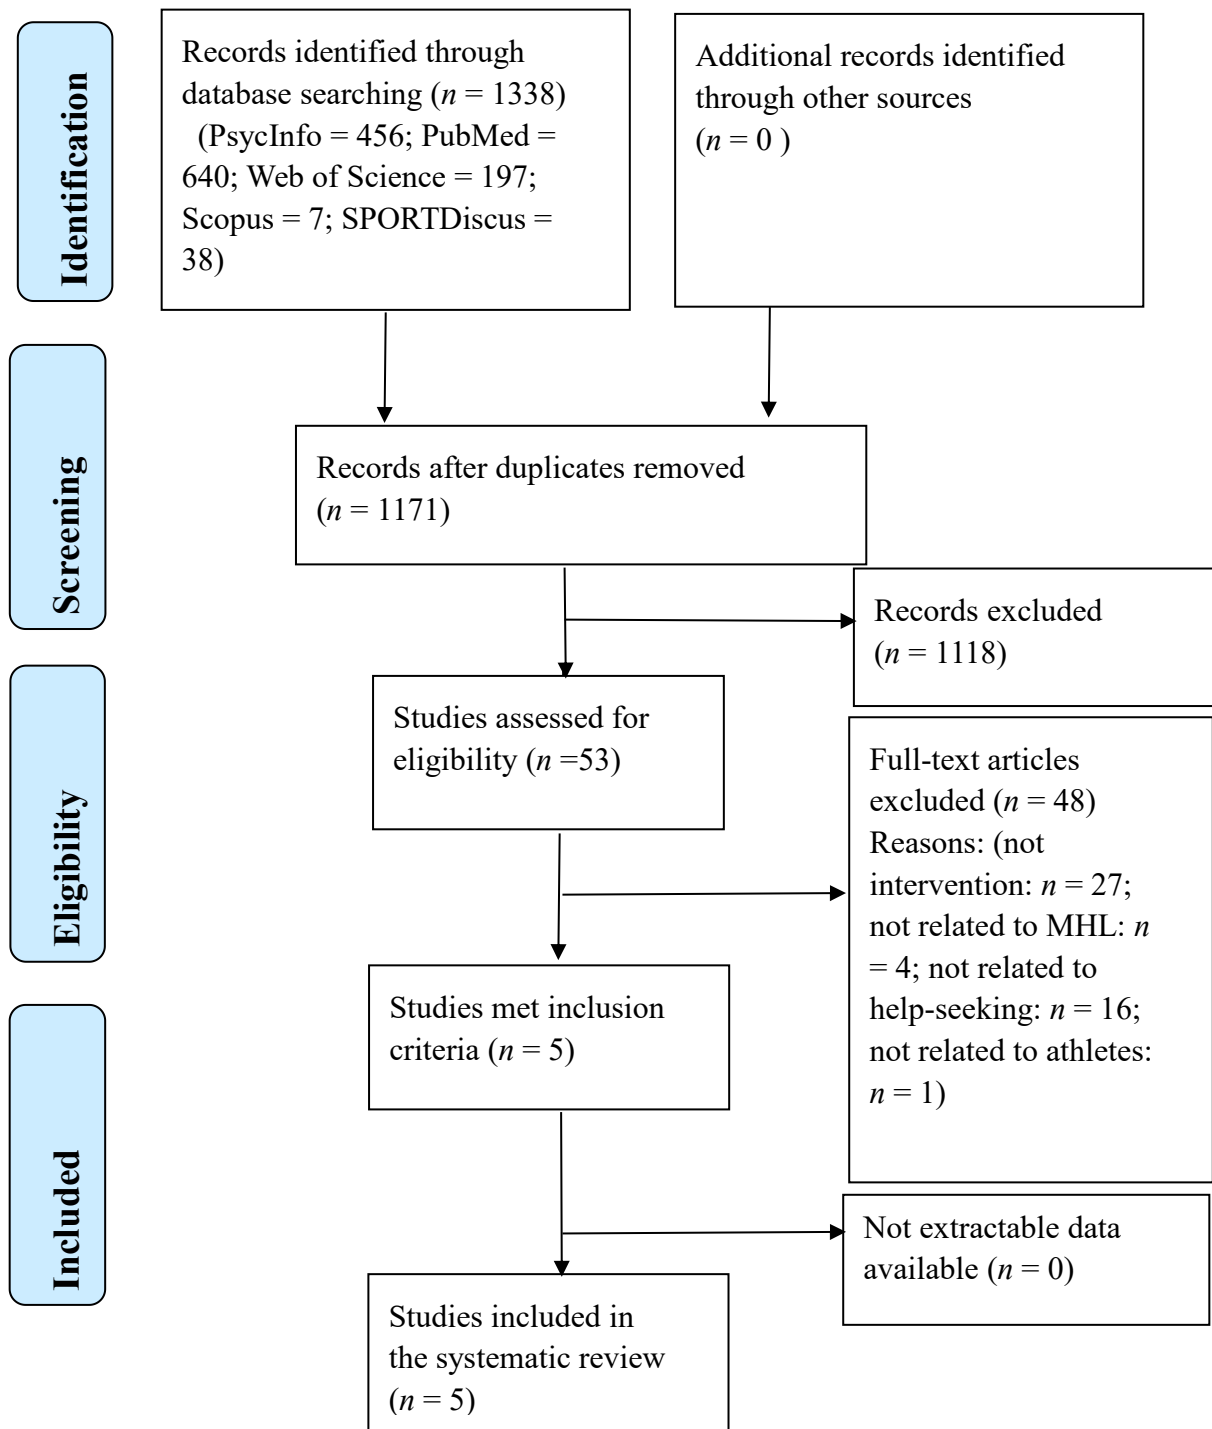 Identification
Records identified through
database searching (n = 1338)
(PsycInfo = 456; PubMed =
640; Web of Science = 197;
Scopus = 7; SPORTDiscus =
38)
Additional records identified
through other sources
(n = 0 )
Screening
Records after duplicates removed
(n = 1171)
Records excluded
(n = 1118)
Eligibility
Studies assessed for
eligibility (n =53)
Full-text articles
excluded (n = 48)
Reasons: (not
intervention: n = 27;
not related to MHL: n
= 4; not related to
help-seeking: n = 16;
not related to athletes:
n = 1)
Studies met inclusion
criteria (n = 5)
Included
Not extractable data
available (n = 0)
Studies included in
the systematic review
(n = 5)